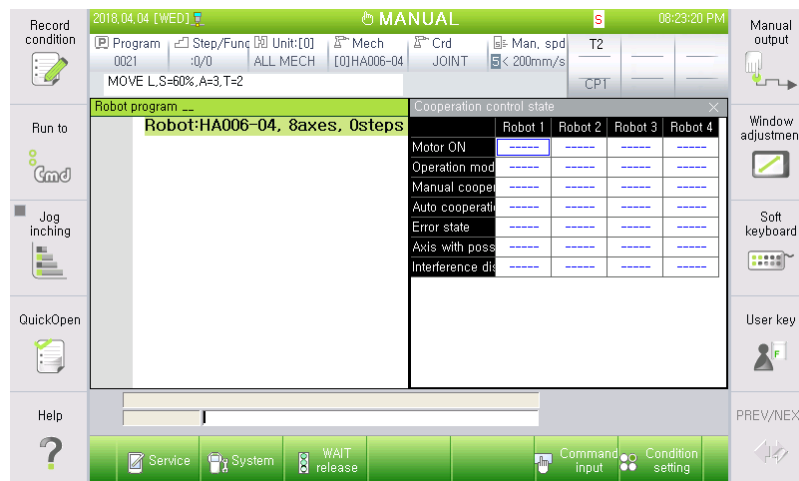 Record condition
Run to
Cmd
Jog inching
QuickOpen
Help
2018,04,04 [WED]
MANUAL
S
08:23:20 PM
P Program
0021
Step/Func
:0/0
Unit:[0]
ALL MECH
Mech
[0]HA006-04
Crd
JOINT
Man, spd
5 < 200mm/s
T2
CP1
MOVE L,S=60%,A=3,T=2
Robot program __
Robot:HA006-04, 8axes, 0steps
Cooperation control state
Robot 1 Robot 2 Robot 3 Robot 4
Motor ON ----- ----- ----- -----
Operation mod ----- ----- ----- -----
Manual cooper ----- ----- ----- -----
Auto cooperati ----- ----- ----- -----
Error state ----- ----- ----- -----
Axis with poss ----- ----- ----- -----
Interference dis ----- ----- ----- -----
Service
System
WAIT release
Command input
Condition setting
Manual output
Window adjustmen
Soft keyboard
User key
F
PREV/NEX